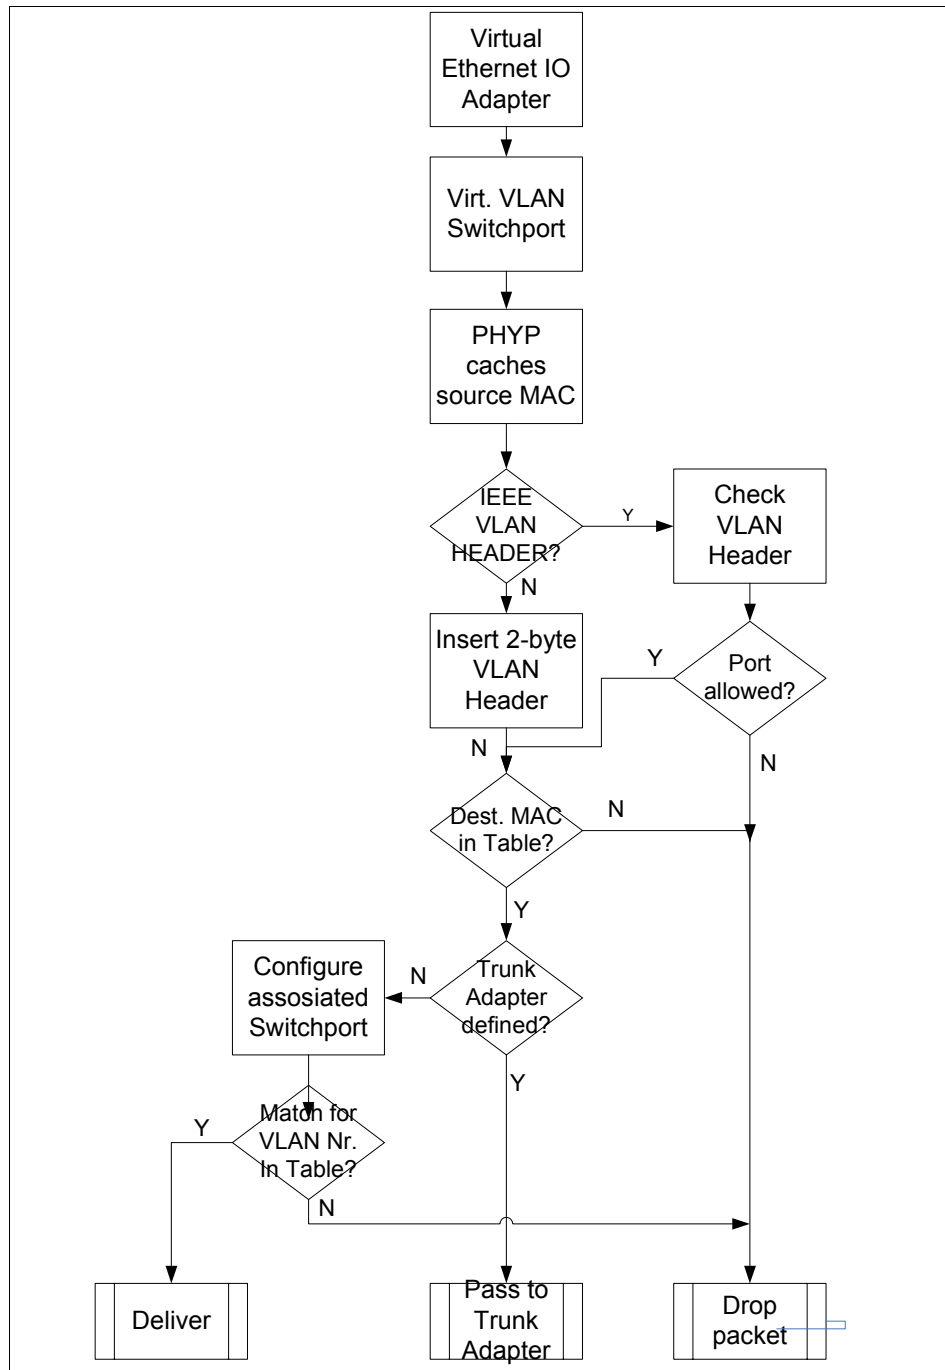 Virtual
Ethernet IO
Adapter
Virt. VLAN
Switchport
PHYP
caches
source MAC
IEEE
VLAN
HEADER?
Y
Check
VLAN
Header
N
Insert 2-byte
VLAN
Header
Y
Port
allowed?
N
N
Dest. MAC
in Table?
N
Y
Configure
assosiated
Switchport
N
Trunk
Adapter
defined?
Y
Y
Match for
VLAN Nr.
In Table?
N
Deliver
Pass to
Trunk
Adapter
Drop
packet